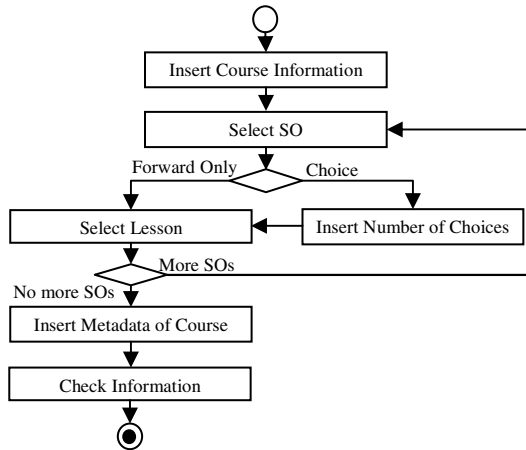 Insert Course Information
Select SO
Forward Only
Choice
Select Lesson
Insert Number of Choices
More SOs
No more SOs
Insert Metadata of Course
Check Information